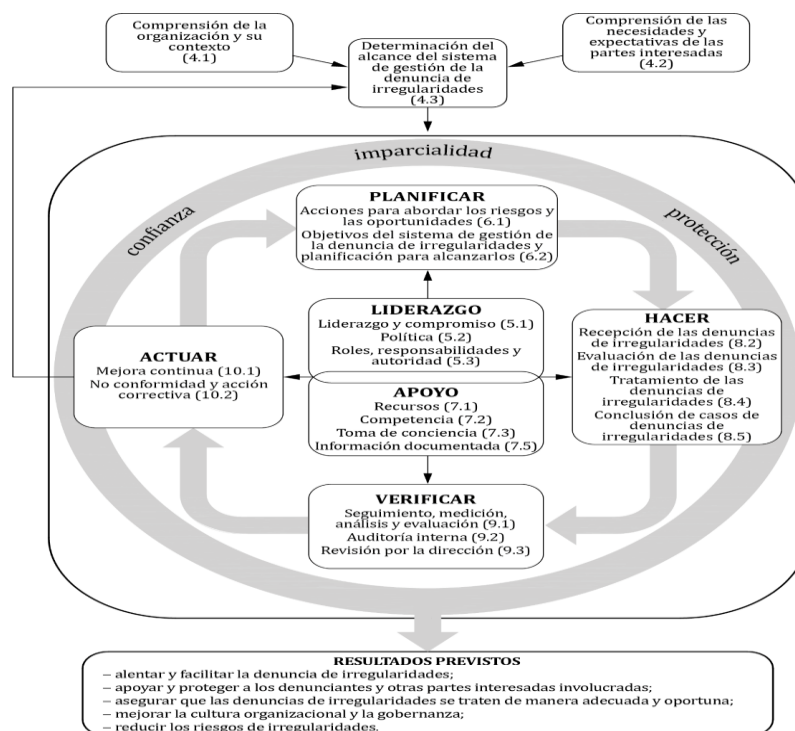 Comprensión de la
organización y su
contexto
(4.1)
Determinación del
alcance del sistema
de gestión de la
denuncia de
irregularidades
(4.3)
Comprensión de las
necesidades y
expectativas de las
partes interesadas
(4.2)
imparcialidad
confianza
protección
PLANIFICAR
Acciones para abordar los riesgos y
las oportunidades (6.1)
Objetivos del sistema de gestión de
la denuncia de irregularidades y
planificación para alcanzarlos (6.2)
LIDERAZGO
Liderazgo y compromiso (5.1)
Política (5.2)
Roles, responsabilidades y
autoridad (5.3)
HACER
Recepción de las denuncias
de irregularidades (8.2)
Evaluación de las denuncias
de irregularidades (8.3)
Tratamiento de las
denuncias de
irregularidades (8.4)
Conclusión de casos de
denuncias de
irregularidades (8.5)
ACTUAR
Mejora continua (10.1)
No conformidad y acción
correctiva (10.2)
APOYO
Recursos (7.1)
Competencia (7.2)
Toma de conciencia (7.3)
Información documentada (7.5)
VERIFICAR
Seguimiento, medición,
análisis y evaluación (9.1)
Auditoría interna (9.2)
Revisión por la dirección (9.3)
RESULTADOS PREVISTOS
– alentar y facilitar la denuncia de irregularidades;
– apoyar y proteger a los denunciantes y otras partes interesadas involucradas;
– asegurar que las denuncias de irregularidades se traten de manera adecuada y oportuna;
– mejorar la cultura organizacional y la gobernanza;
– reducir los riesgos de irregularidades.